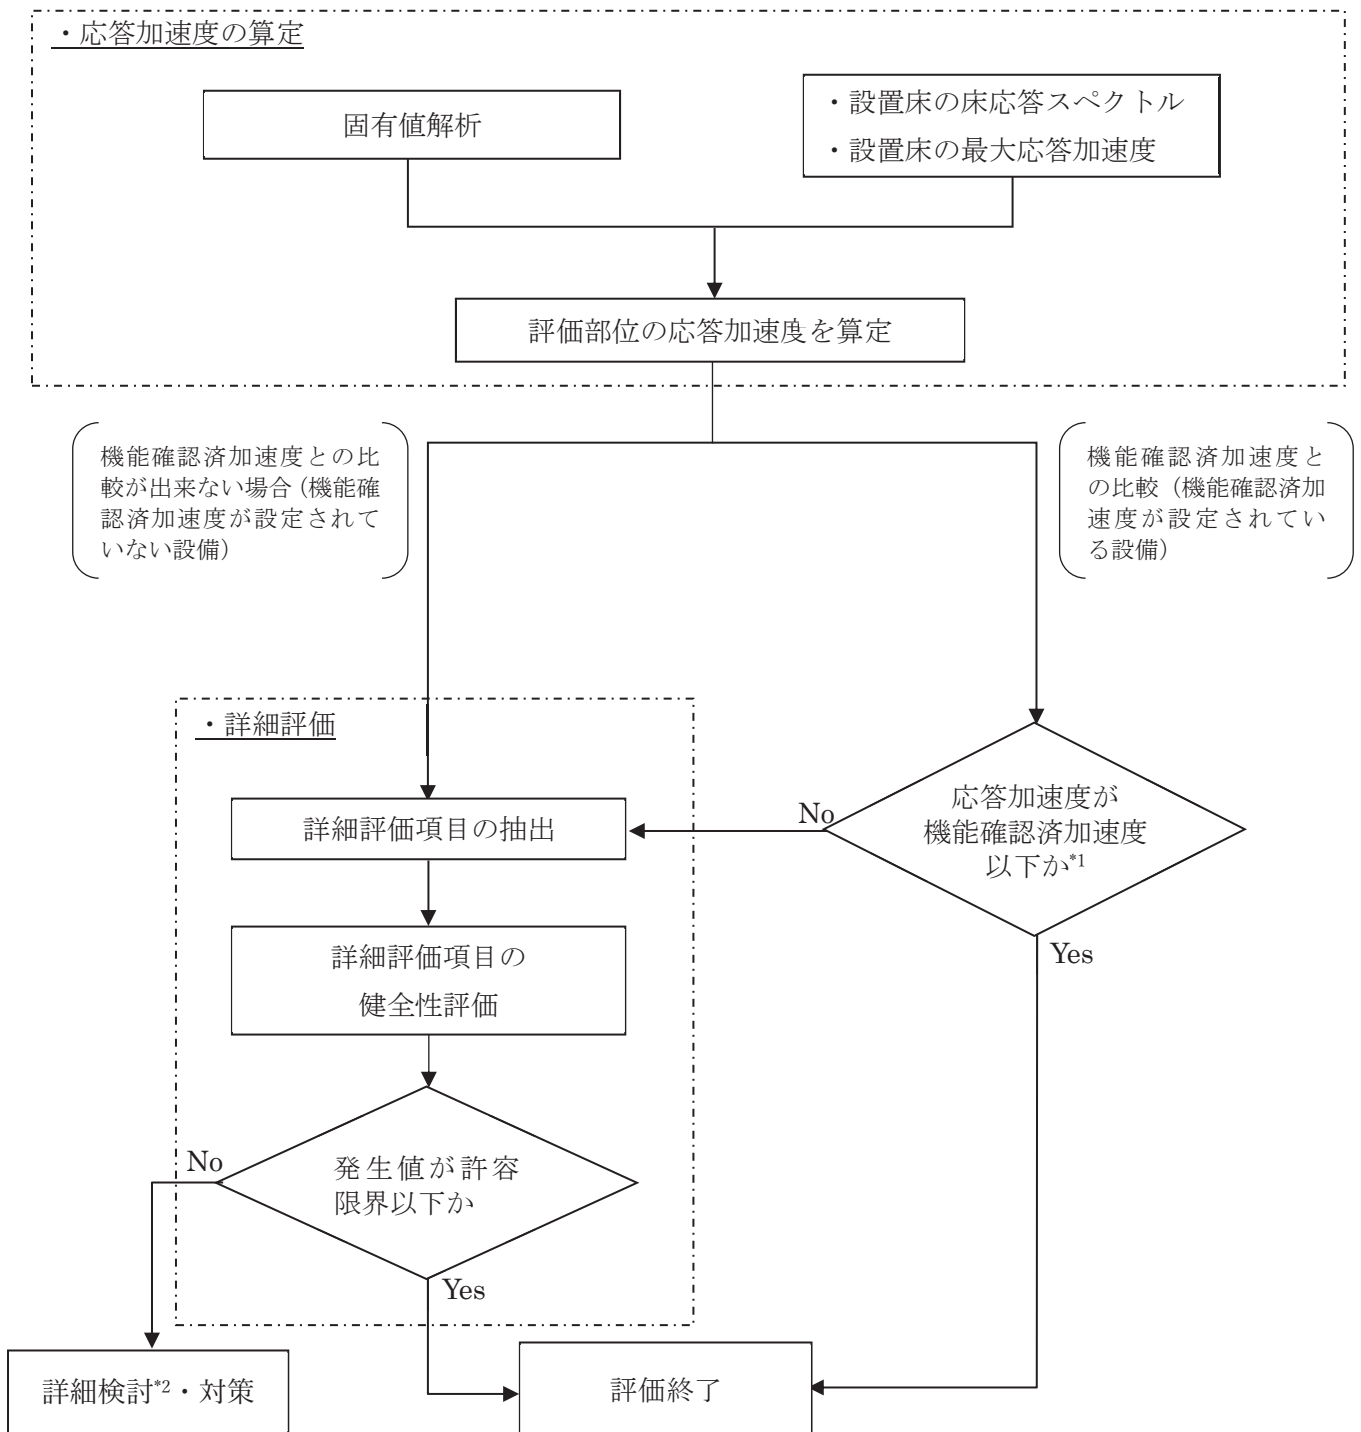 ・応答加速度の算定
固有値解析
・設置床の床応答スペクトル
・設置床の最大応答加速度
評価部位の応答加速度を算定
機能確認済加速度との比
較が出来ない場合（機能確
認済加速度が設定されて
いない設備）
機能確認済加速度と
の比較（機能確認済加
速度が設定されてい
る設備）
・詳細評価
詳細評価項目の抽出
No
応答加速度が
機能確認済加速度
以下か*1
Yes
詳細評価項目の
健全性評価
No
発生値が許容
限界以下か
Yes
詳細検討*2・対策
評価終了